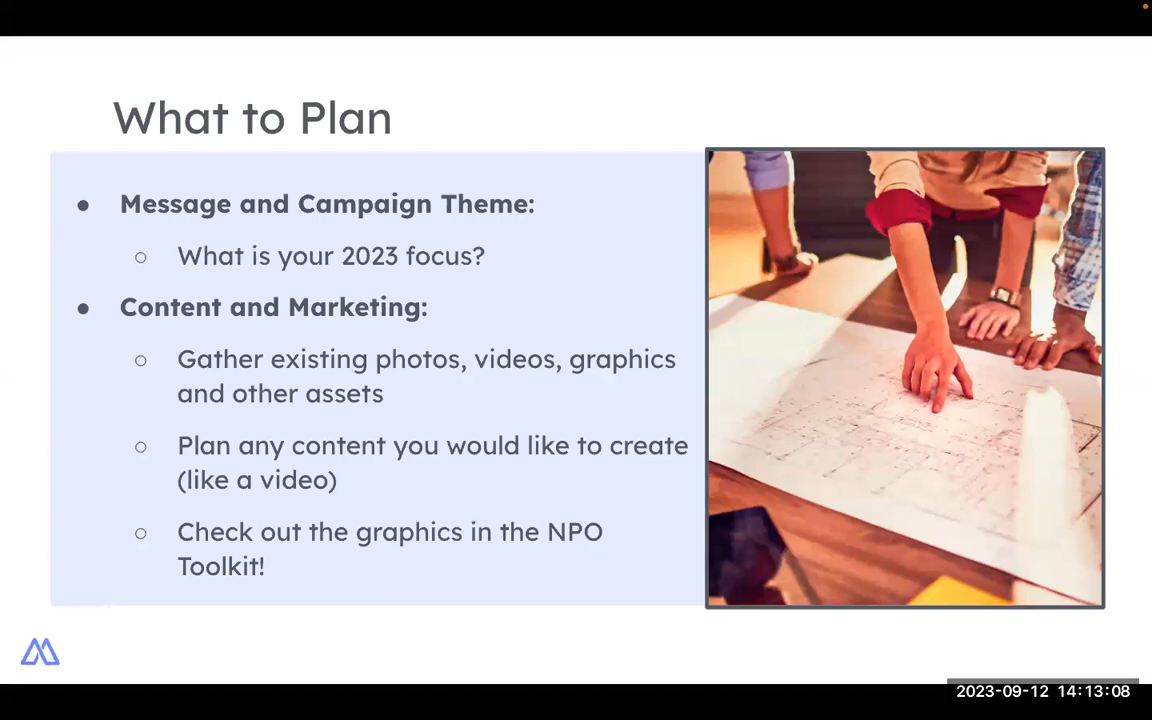 What to Plan
● Message and Campaign Theme:
○ What is your 2023 focus?
● Content and Marketing:
○ Gather existing photos, videos, graphics
and other assets
○ Plan any content you would like to create
(like a video)
○ Check out the graphics in the NPO
Toolkit!
2023-09-12 14:13:08